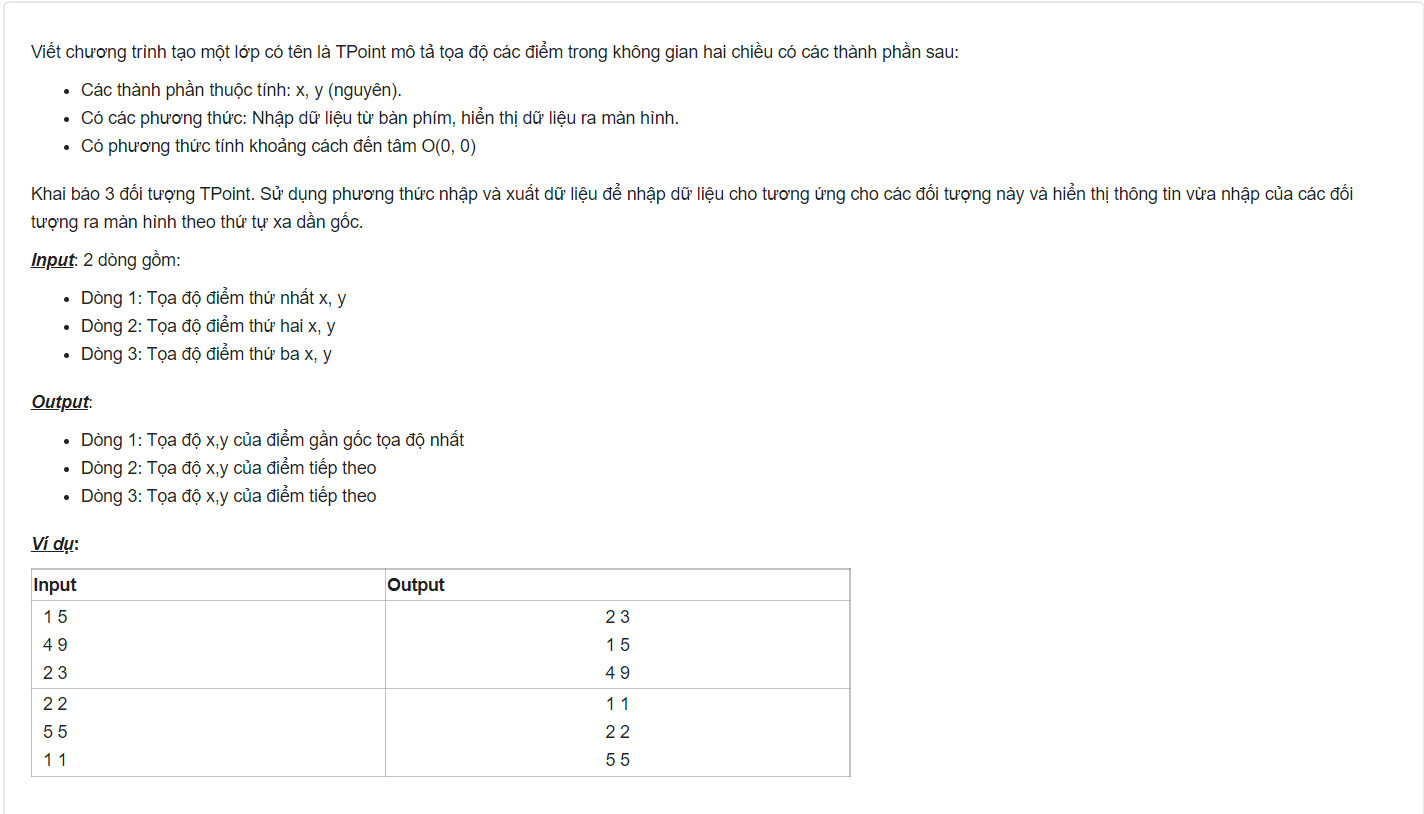 Viết chương trình tạo một lớp có tên là TPoint mô tả tọa độ các điểm trong không gian hai chiều có các thành phần sau:
• Các thành phần thuộc tính: x, y (nguyên).
• Có các phương thức: Nhập dữ liệu từ bàn phím, hiển thị dữ liệu ra màn hình.
• Có phương thức tính khoảng cách đến tâm O(0, 0)
Khai báo 3 đối tượng TPoint. Sử dụng phương thức nhập và xuất dữ liệu để nhập dữ liệu cho tương ứng cho các đối tượng này và hiển thị thông tin vừa nhập của các đối
tượng ra màn hình theo thứ tự xa dần gốc.
Input: 2 dòng gồm:
• Dòng 1: Tọa độ điểm thứ nhất x, y
• Dòng 2: Tọa độ điểm thứ hai x, y
• Dòng 3: Tọa độ điểm thứ ba x, y
Output:
• Dòng 1: Tọa độ x,y của điểm gần gốc tọa độ nhất
• Dòng 2: Tọa độ x,y của điểm tiếp theo
• Dòng 3: Tọa độ x,y của điểm tiếp theo
Ví dụ:
Input Output
1 5 2 3
4 9 1 5
2 3 4 9
2 2 1 1
5 5 2 2
1 1 5 5